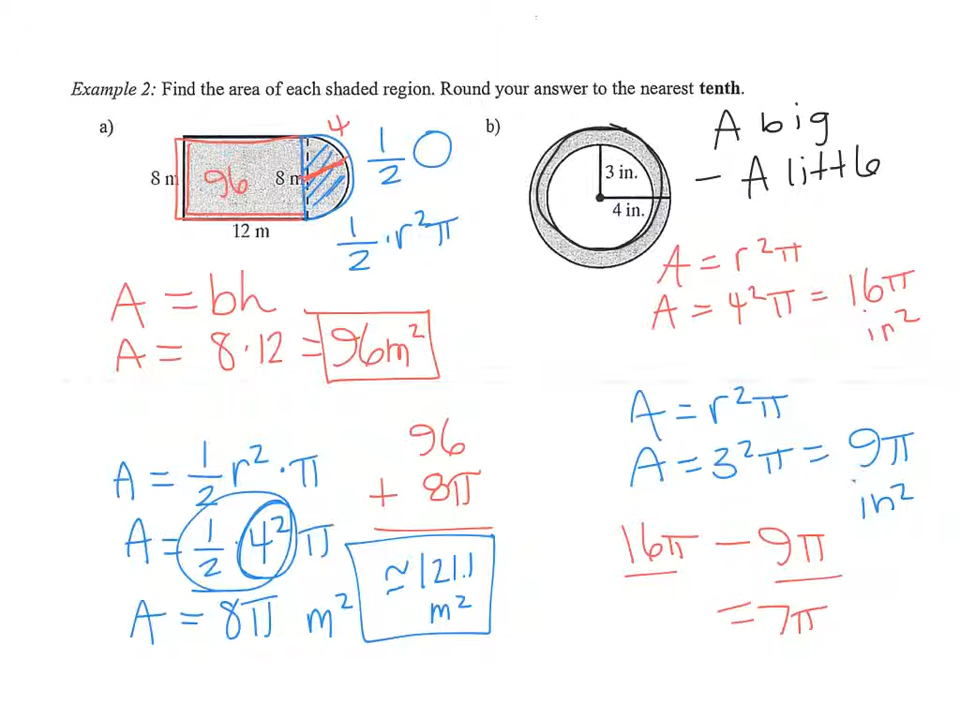 Example 2: Find the area of each shaded region. Round your answer to the nearest tenth.
a)
4
8 m
96
8 m
12 m
1/2 O
1/2 · r²π
A = bh
A = 8·12 = 96m²
A = 1/2 r² · π
A = 1/2 · 4² π
A = 8π m²
96
+ 8π
≃ 121.1
m²
b)
3 in.
4 in.
A big
- A little
A = r²π
A = 4²π = 16π
in²
A = r²π
A = 3²π = 9π
in²
16π - 9π
= 7π